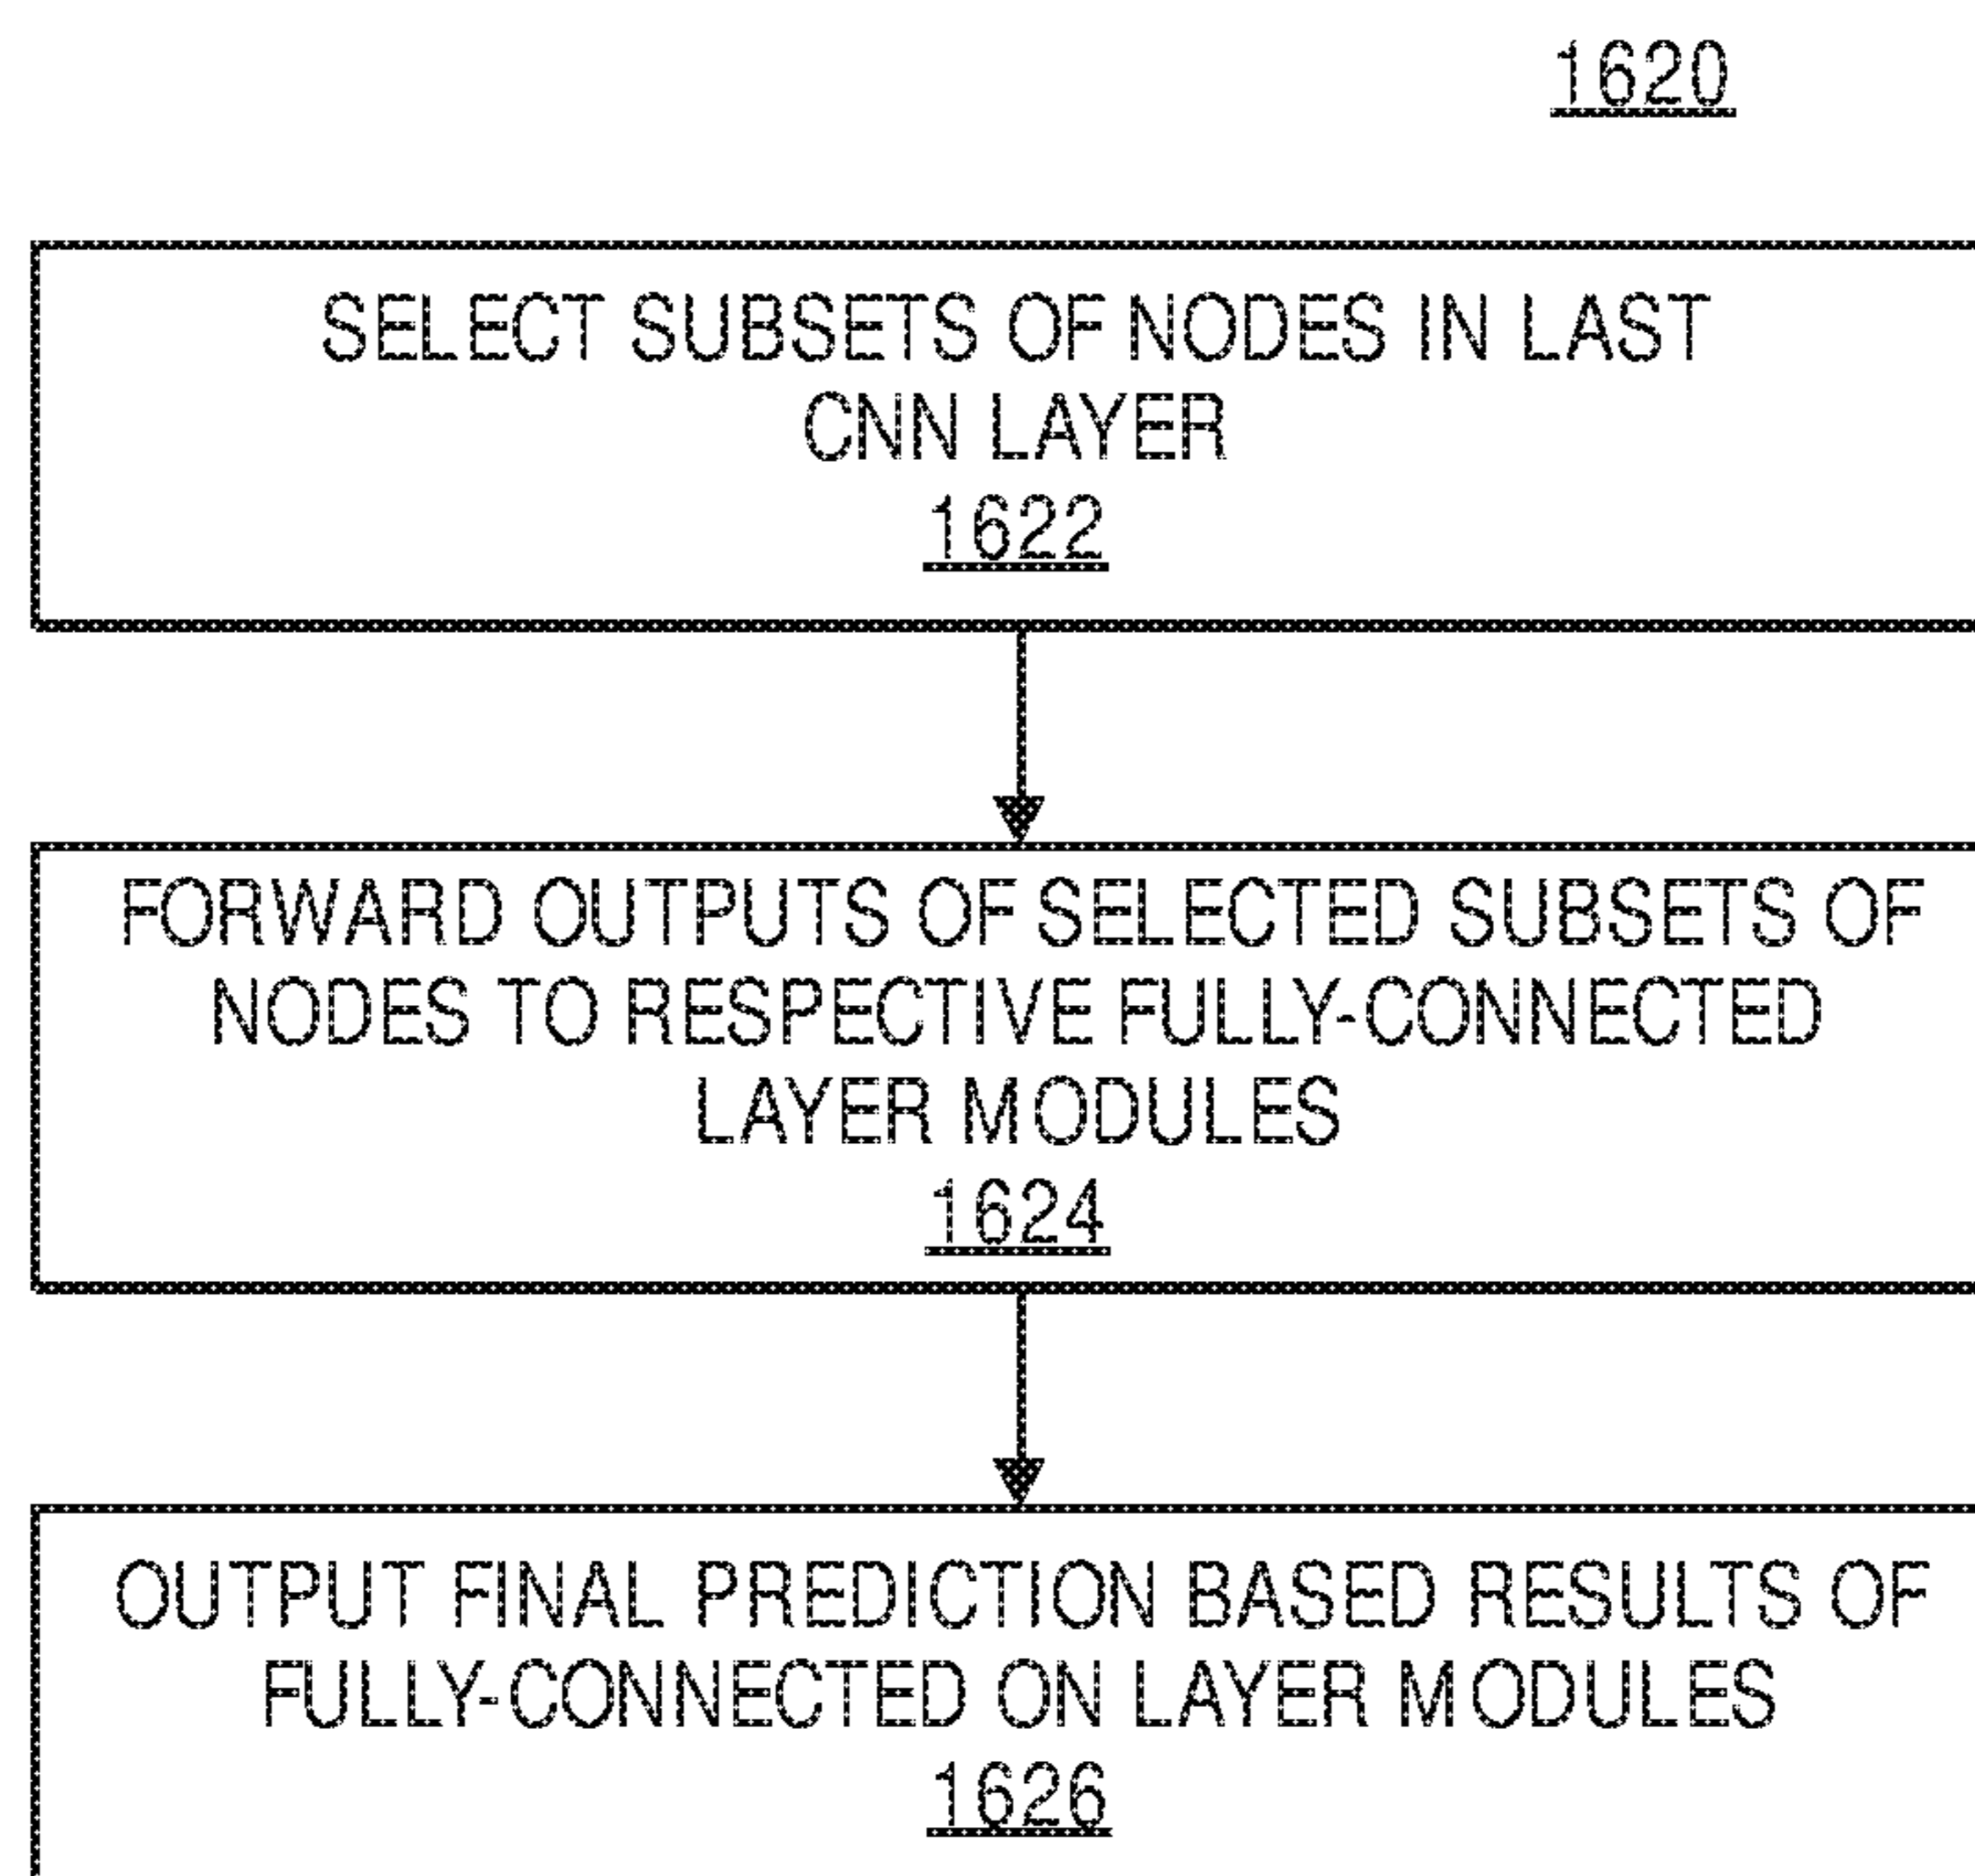 1620
SELECT SUBSETS OF NODES IN LAST
CNN LAYER
1622
FORWARD OUTPUTS OF SELECTED SUBSETS OF
NODES TO RESPECTIVE FULLY-CONNECTED
LAYER MODULES
1624
OUTPUT FINAL PREDICTION BASED RESULTS OF
FULLY-CONNECTED ON LAYER MODULES
1626